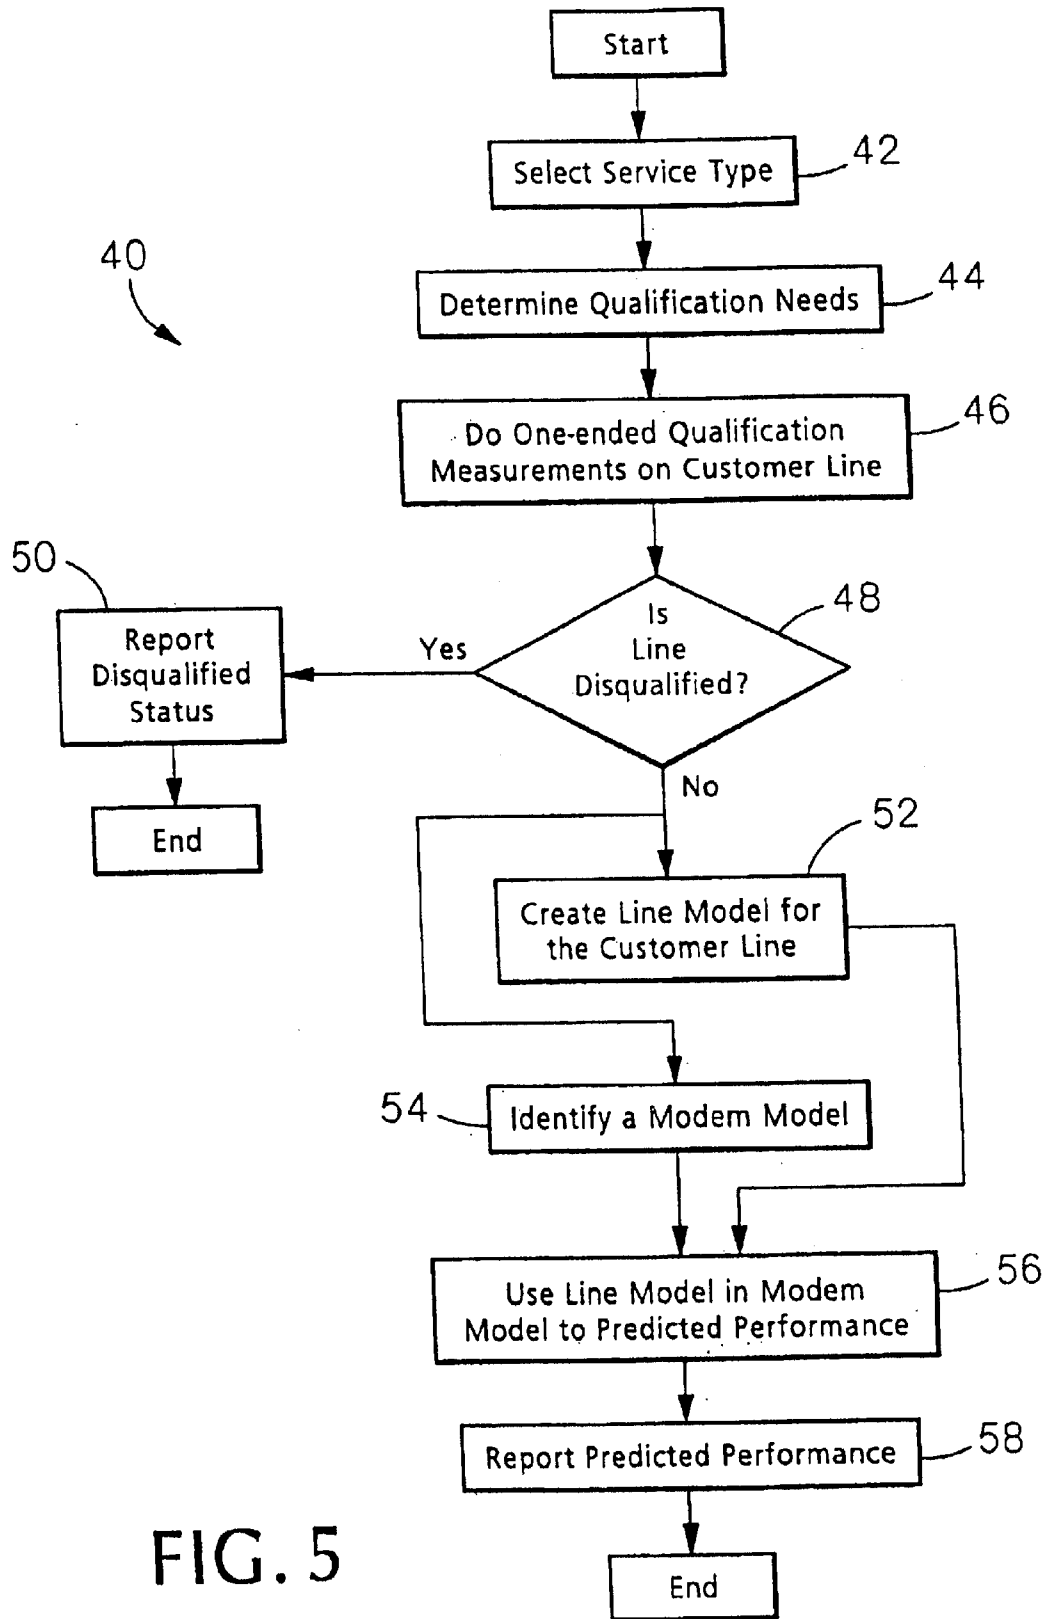 Start
Select Service Type
42
40
Determine Qualification Needs
44
Do One-ended Qualification
Measurements on Customer Line
46
50
Report
Disqualified
Status
Yes
Is
Line
Disqualified?
48
No
End
52
Create Line Model for
the Customer Line
54
Identify a Modem Model
Use Line Model in Modem
Model to Predicted Performance
56
Report Predicted Performance
58
End
FIG. 5